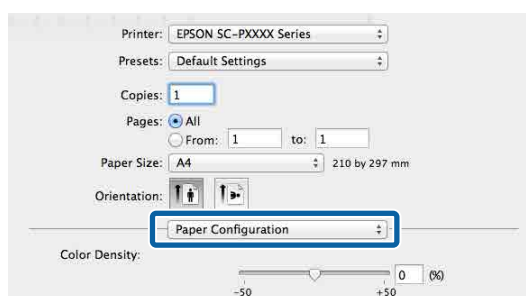 Printer: EPSON SC-PXXXX Series
Presets: Default Settings
Copies: 1
Pages: All
From: 1 to: 1
Paper Size: A4 210 by 297 mm
Orientation:
Paper Configuration
Color Density:
0 (%)
-50 +50